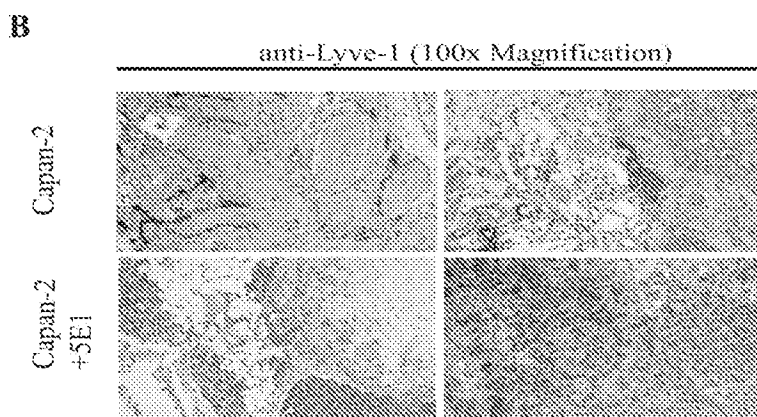 B
anti-Lyve-1 (100x Magnification)
Capan-2
Capan-2
+5E1